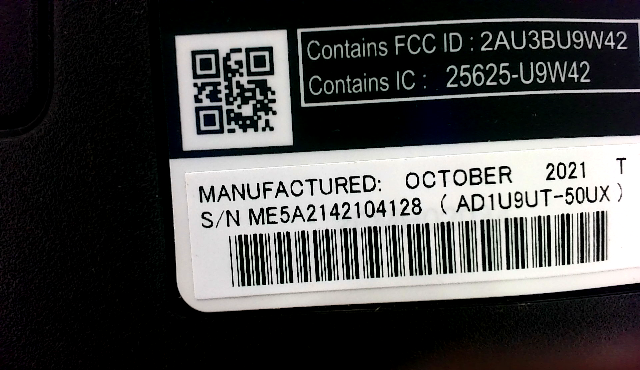 Contains FCC ID : 2AU3BU9W42
Contains IC : 25625-U9W42
MANUFACTURED: OCTOBER 2021 T
S/N ME5A2142104128 ( AD1U9UT-50UX )